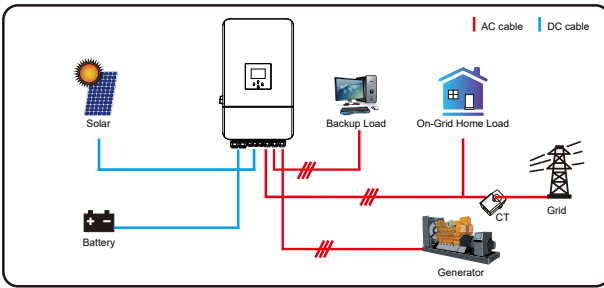 AC cable
DC cable
Solar
Backup Load
On-Grid Home Load
CT
Grid
Battery
Generator